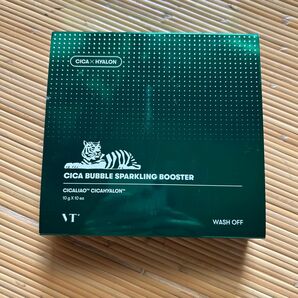 CICA × HYALON
CICA BUBBLE SPARKLING BOOSTER
CICALIAO™ CICAHYALON™
10 g X 10 ea
VT
WASH OFF